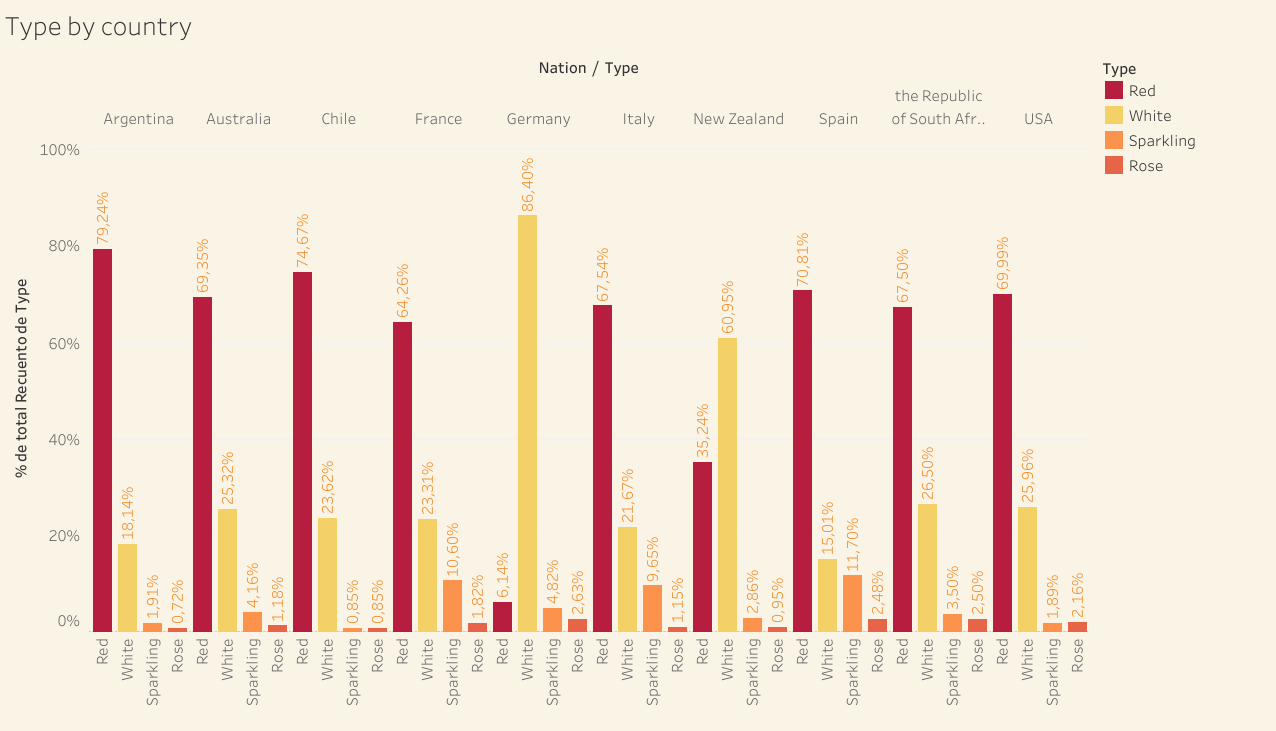 Type by country
Nation / Type
Type
Red
White
Sparkling
Rose
Argentina
Australia
Chile
France
Germany
Italy
New Zealand
Spain
the Republic
of South Afr..
USA
% de total Recuento de Type
100%
80%
60%
40%
20%
0%
79,24%
18,14%
1,91%
0,72%
69,35%
25,32%
4,16%
1,18%
74,67%
23,62%
0,85%
0,85%
64,26%
23,31%
10,60%
1,82%
6,14%
86,40%
4,82%
2,63%
67,54%
21,67%
9,65%
1,15%
35,24%
60,95%
2,86%
0,95%
70,81%
15,01%
11,70%
2,48%
67,50%
26,50%
3,50%
2,50%
69,99%
25,96%
1,89%
2,16%
Red
White
Sparkling
Rose
Red
White
Sparkling
Rose
Red
White
Sparkling
Rose
Red
White
Sparkling
Rose
Red
White
Sparkling
Rose
Red
White
Sparkling
Rose
Red
White
Sparkling
Rose
Red
White
Sparkling
Rose
Red
White
Sparkling
Rose
Red
White
Sparkling
Rose